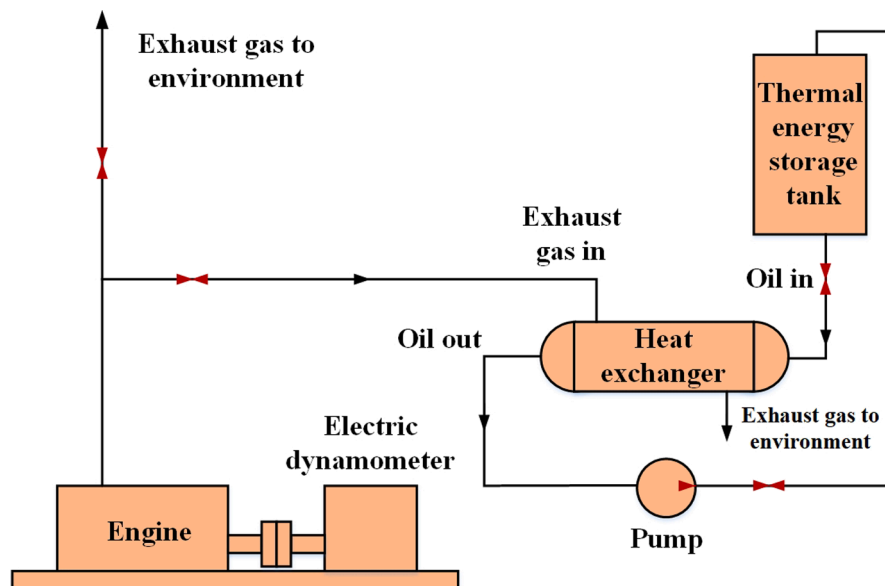 Exhaust gas to
environment
Thermal
energy
storage
tank
Exhaust
gas in
Oil in
Oil out
Heat
exchanger
Exhaust gas to
environment
Electric
dynamometer
Engine
Pump